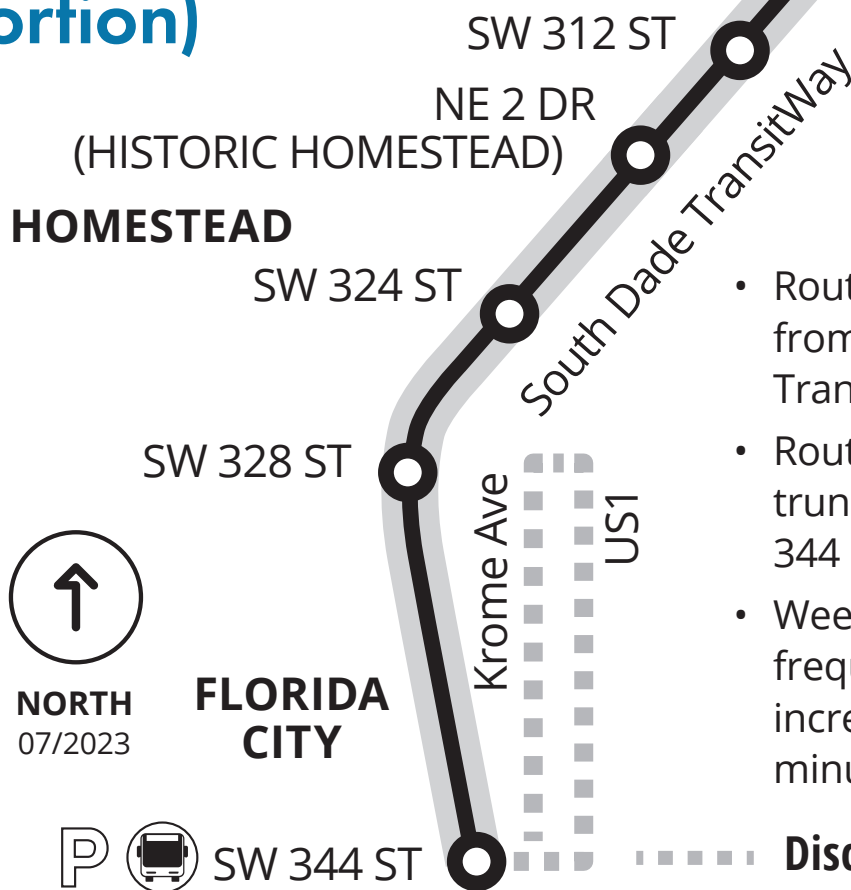 ortion)
SW 312 ST
NE 2 DR
(HISTORIC HOMESTEAD)
HOMESTEAD
South Dade TransitWay
SW 324 ST
SW 328 ST
Krome Ave
US1
NORTH
07/2023
FLORIDA
CITY
P
SW 344 ST
• Rout
from
Tran
• Rout
trun
344
• Wee
frequ
incre
minu
Disc